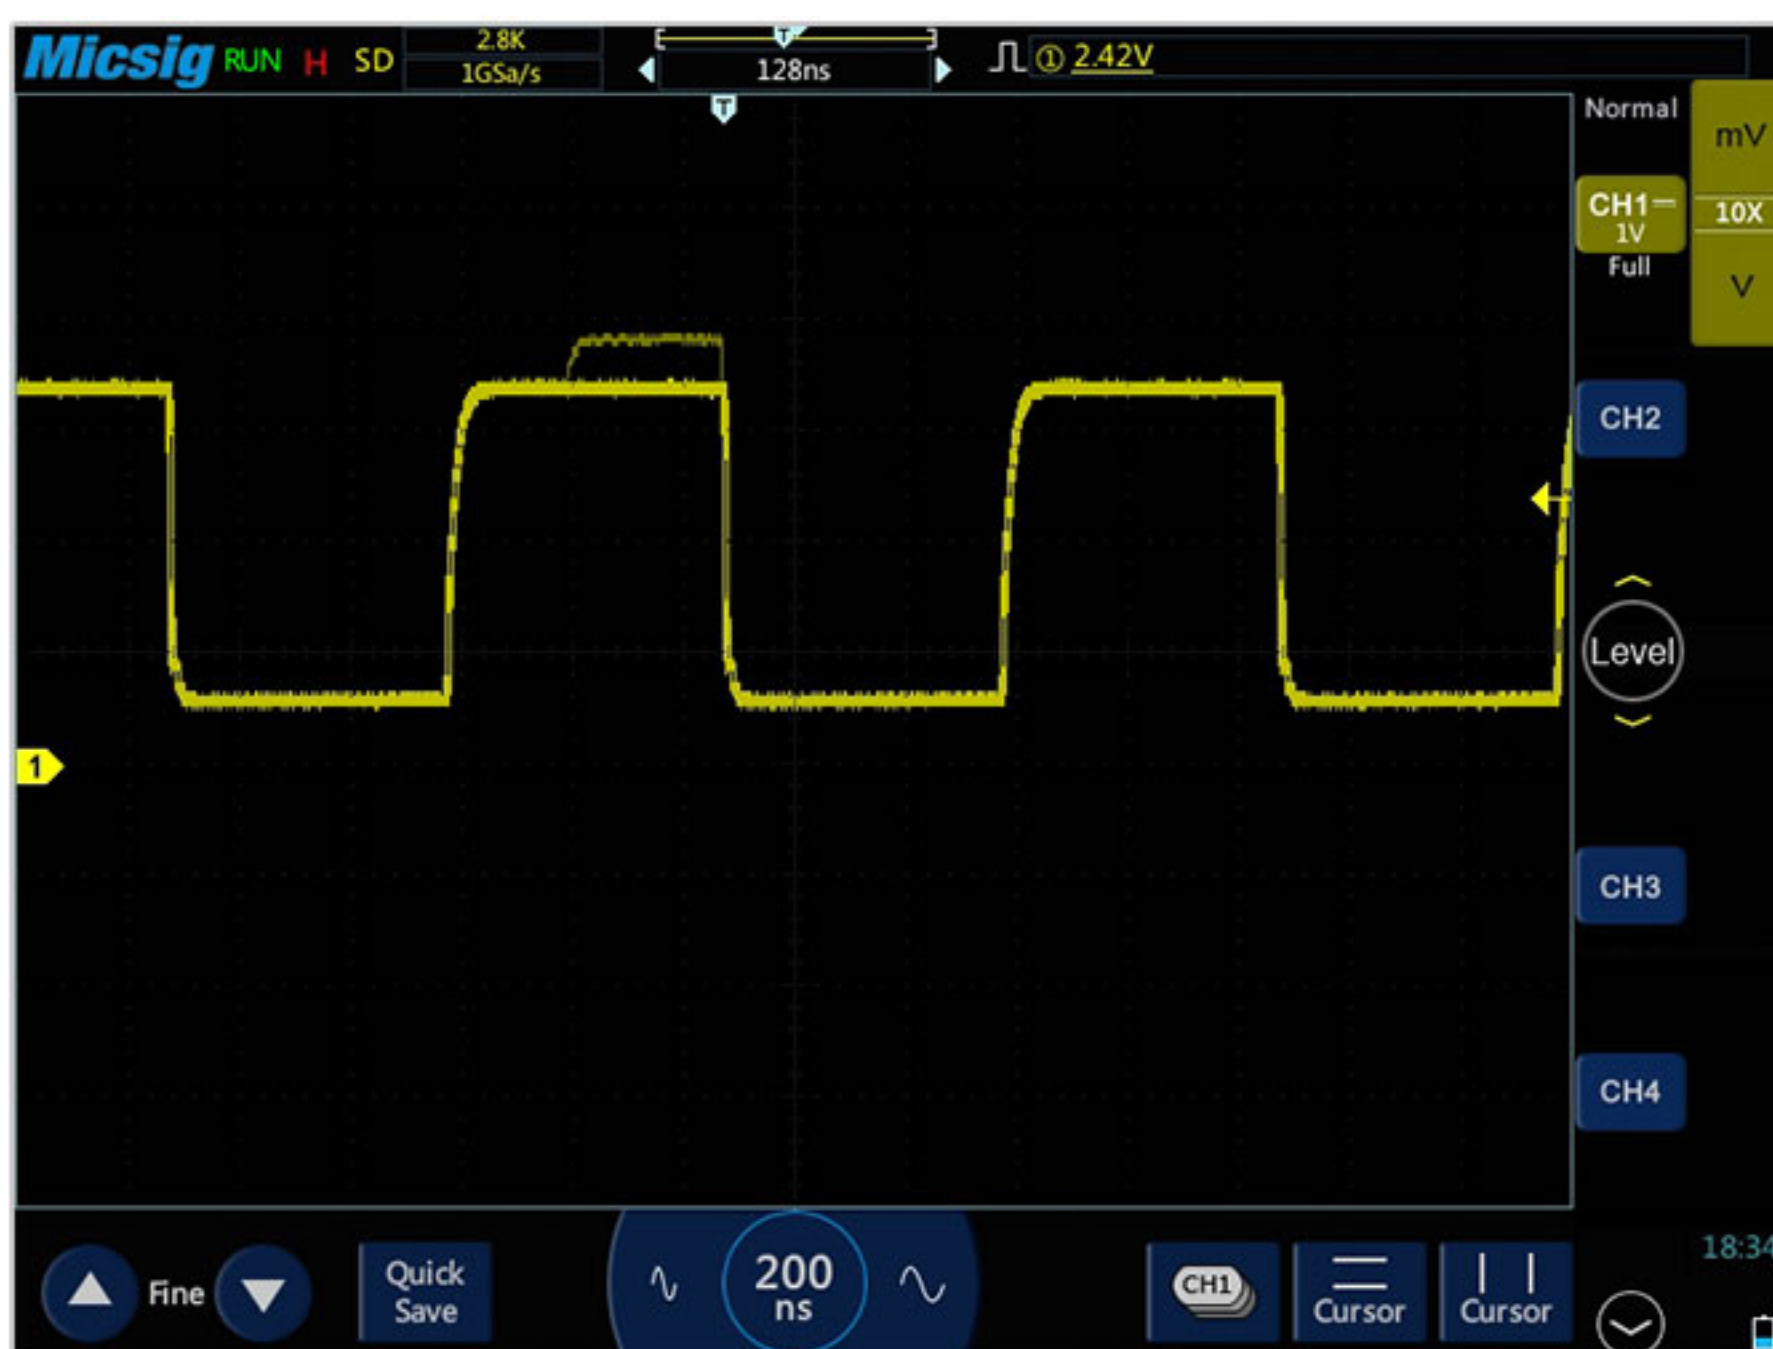 Micsig RUN H SD 2.8K
1GSa/s
T
128ns
① 2.42V
T
Normal
mV
CH1
1V
10X
Full
V
CH2
Level
1
CH3
CH4
Fine
Quick
Save
200
ns
CH1
Cursor
Cursor
18:34